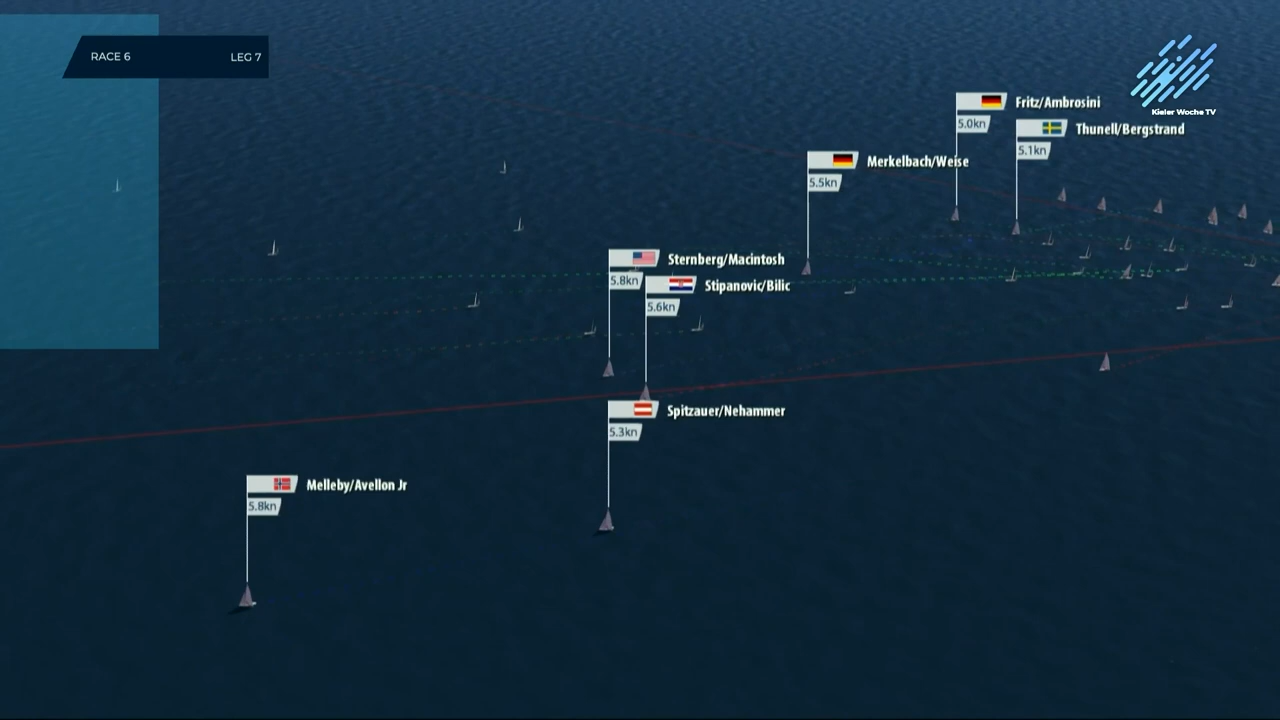 RACE 6 LEG 7
Kieler Woche TV
Fritz/Ambrosini
5.0kn
Thunell/Bergstrand
5.1kn
Merkelbach/Weise
5.5kn
Sternberg/Macintosh
5.8kn
Stipanovic/Bilic
5.6kn
Spitzauer/Nehammer
5.3kn
Melleby/Avellon Jr
5.8kn